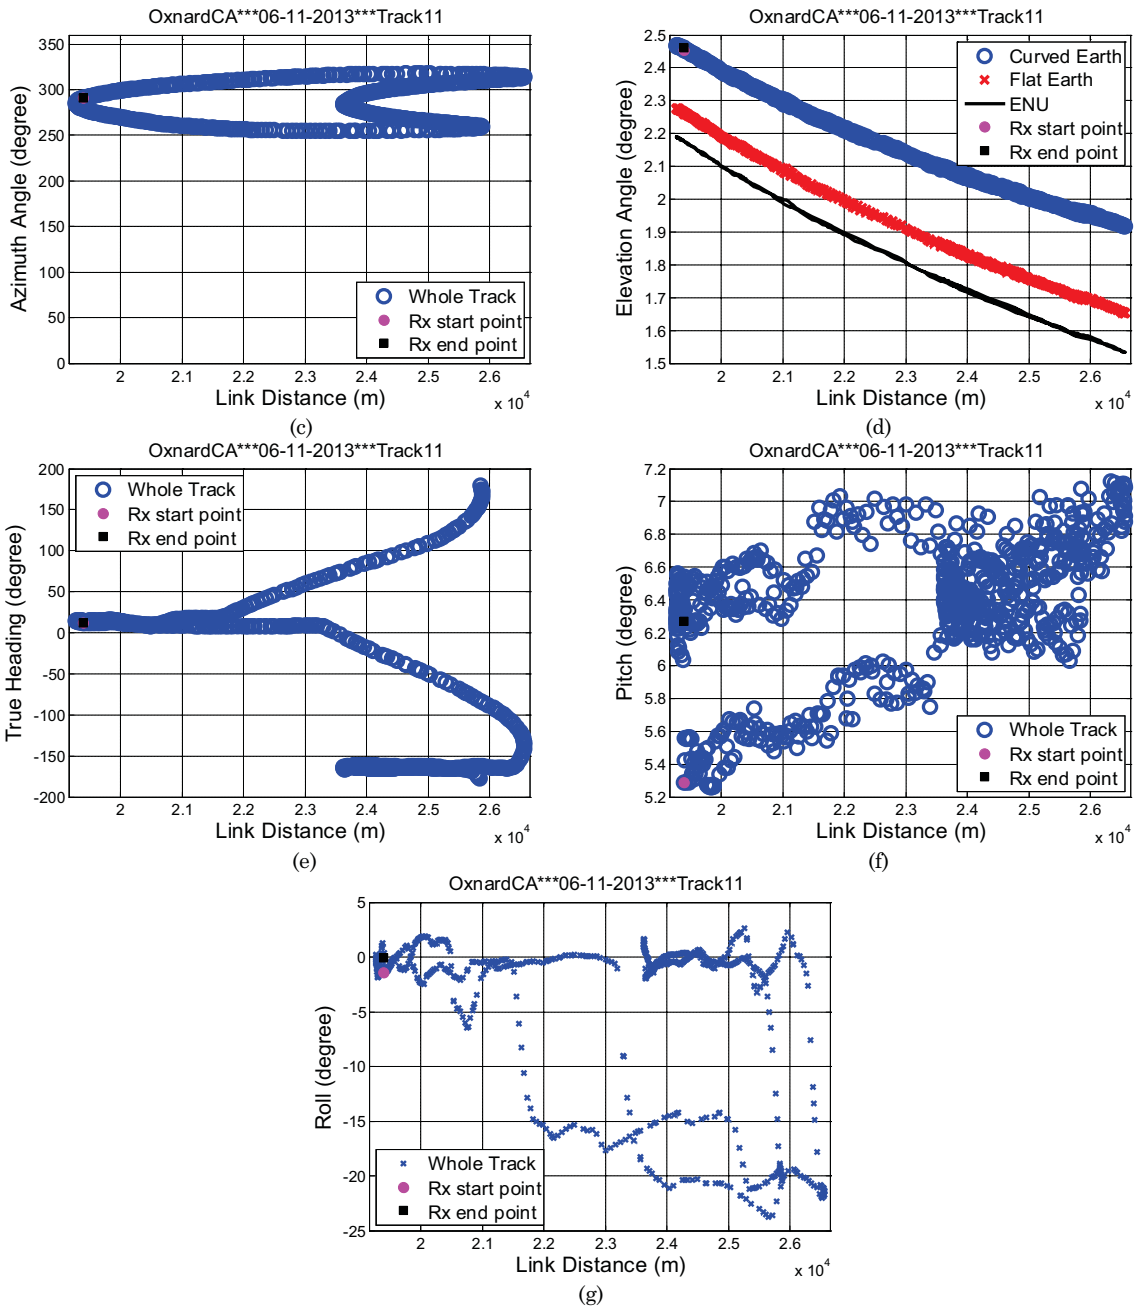 OxnardCA***06-11-2013***Track11
350
300
250
200
150
100
50
0
Azimuth Angle (degree)
Whole Track
Rx start point
Rx end point
2
2.1
2.2
2.3
2.4
2.5
2.6
Link Distance (m)
x 10^4
(c)
OxnardCA***06-11-2013***Track11
2.5
2.4
2.3
2.2
2.1
2
1.9
1.8
1.7
1.6
1.5
Elevation Angle (degree)
Curved Earth
Flat Earth
ENU
Rx start point
Rx end point
2
2.1
2.2
2.3
2.4
2.5
2.6
Link Distance (m)
x 10^4
(d)
OxnardCA***06-11-2013***Track11
200
150
100
50
0
-50
-100
-150
-200
True Heading (degree)
Whole Track
Rx start point
Rx end point
2
2.1
2.2
2.3
2.4
2.5
2.6
Link Distance (m)
x 10^4
(e)
OxnardCA***06-11-2013***Track11
7.2
7
6.8
6.6
6.4
6.2
6
5.8
5.6
5.4
5.2
Pitch (degree)
Whole Track
Rx start point
Rx end point
2
2.1
2.2
2.3
2.4
2.5
2.6
Link Distance (m)
x 10^4
(f)
OxnardCA***06-11-2013***Track11
5
0
-5
-10
-15
-20
-25
Roll (degree)
Whole Track
Rx start point
Rx end point
2
2.1
2.2
2.3
2.4
2.5
2.6
Link Distance (m)
x 10^4
(g)